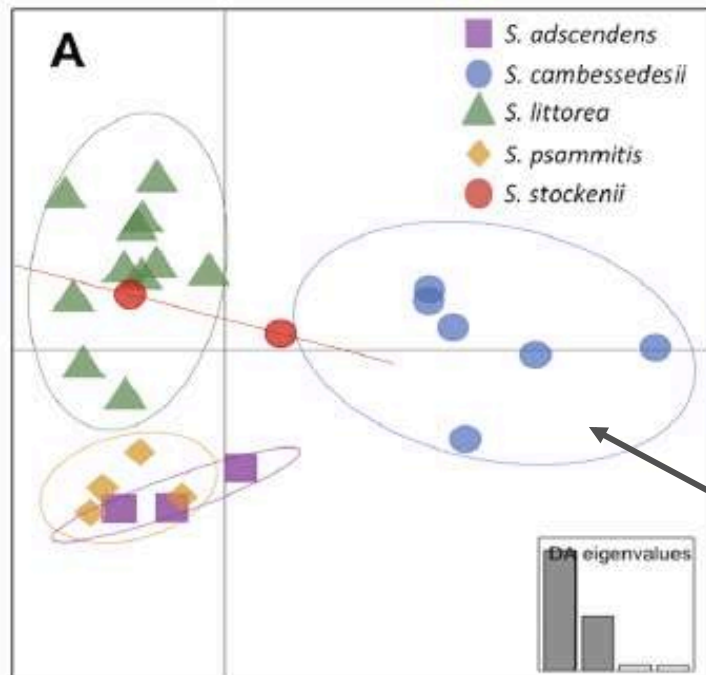 A
S. adscendens
S. cambessedesii
S. littorea
S. psammitis
S. stockenii
DA eigenvalues